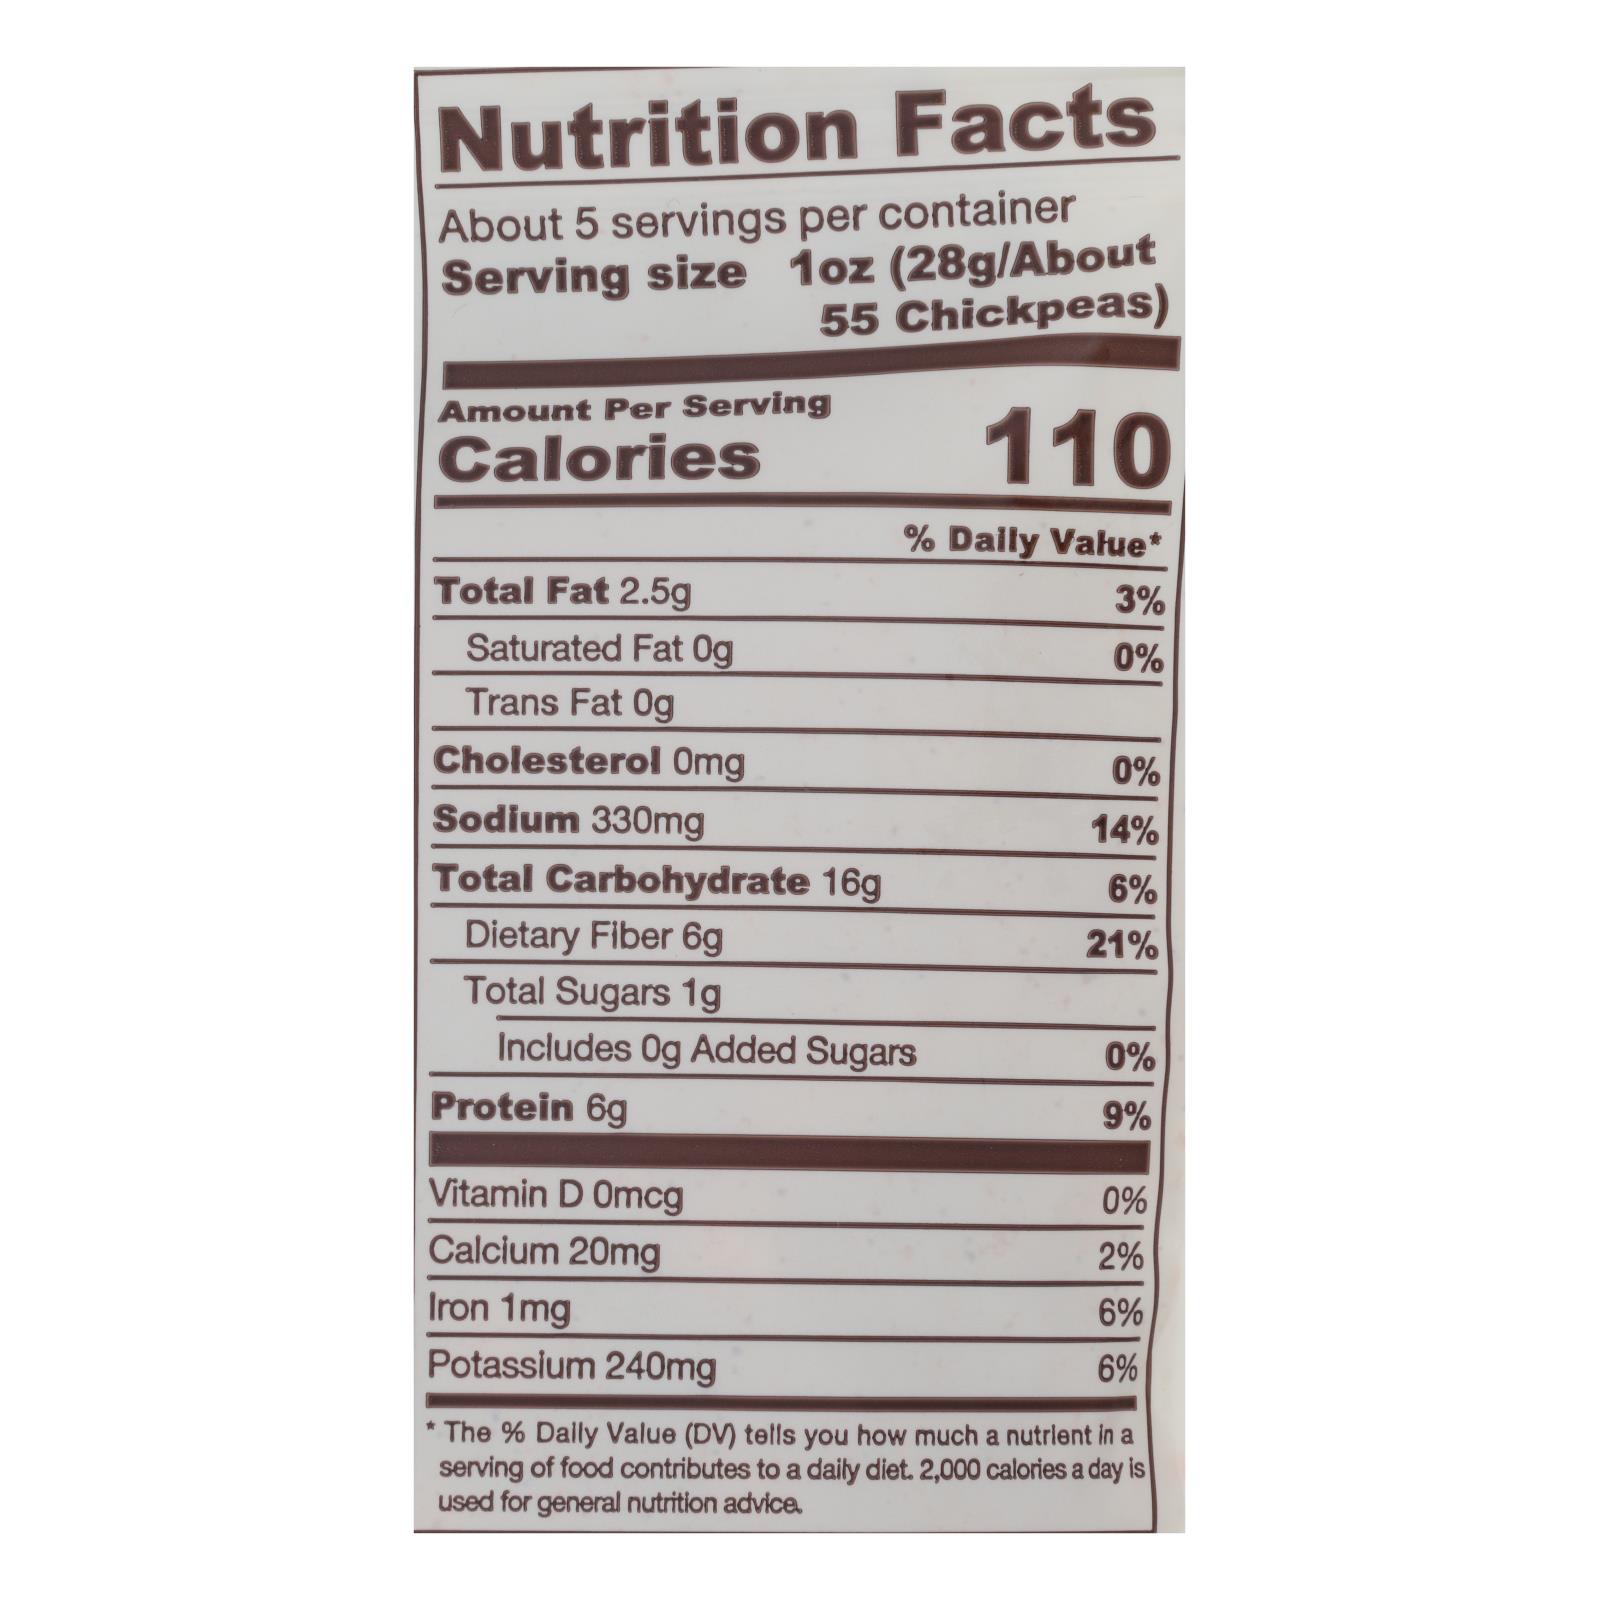 Nutrition Facts
About 5 servings per container
Serving size 1oz (28g/About
55 Chickpeas)
Amount Per Serving
Calories 110
% Daily Value*
Total Fat 2.5g 3%
Saturated Fat 0g 0%
Trans Fat 0g
Cholesterol 0mg 0%
Sodium 330mg 14%
Total Carbohydrate 16g 6%
Dietary Fiber 6g 21%
Total Sugars 1g
Includes 0g Added Sugars 0%
Protein 6g 9%
Vitamin D 0mcg 0%
Calcium 20mg 2%
Iron 1mg 6%
Potassium 240mg 6%
* The % Daily Value (DV) tells you how much a nutrient in a
serving of food contributes to a daily diet. 2,000 calories a day is
used for general nutrition advice.